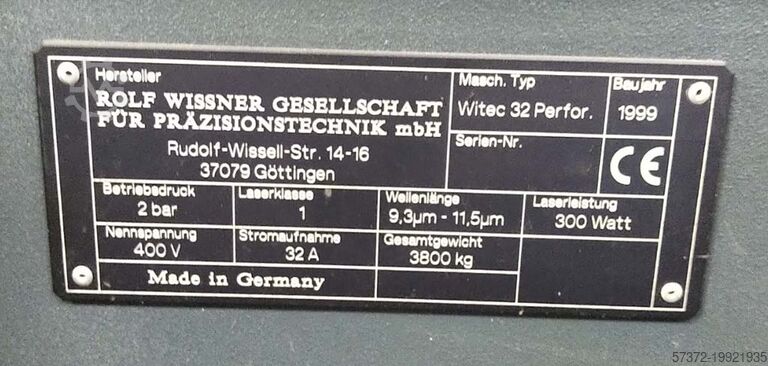 Hersteller
ROLF WISSNER GESELLSCHAFT
FÜR PRÄZISIONSTECHNIK mbH
Rudolf-Wissell-Str. 14-16
37079 Göttingen
Masch. Typ
Witec 32 Perfor.
Baujahr
1999
Serien-Nr.
CE
Betriebsdruck
2 bar
Laserklasse
1
Wellenlänge
9,3µm - 11,5µm
Laserleistung
300 Watt
Nennspannung
400 V
Stromaufnahme
32 A
Gesamtgewicht
3800 kg
Made in Germany
57372-19921935